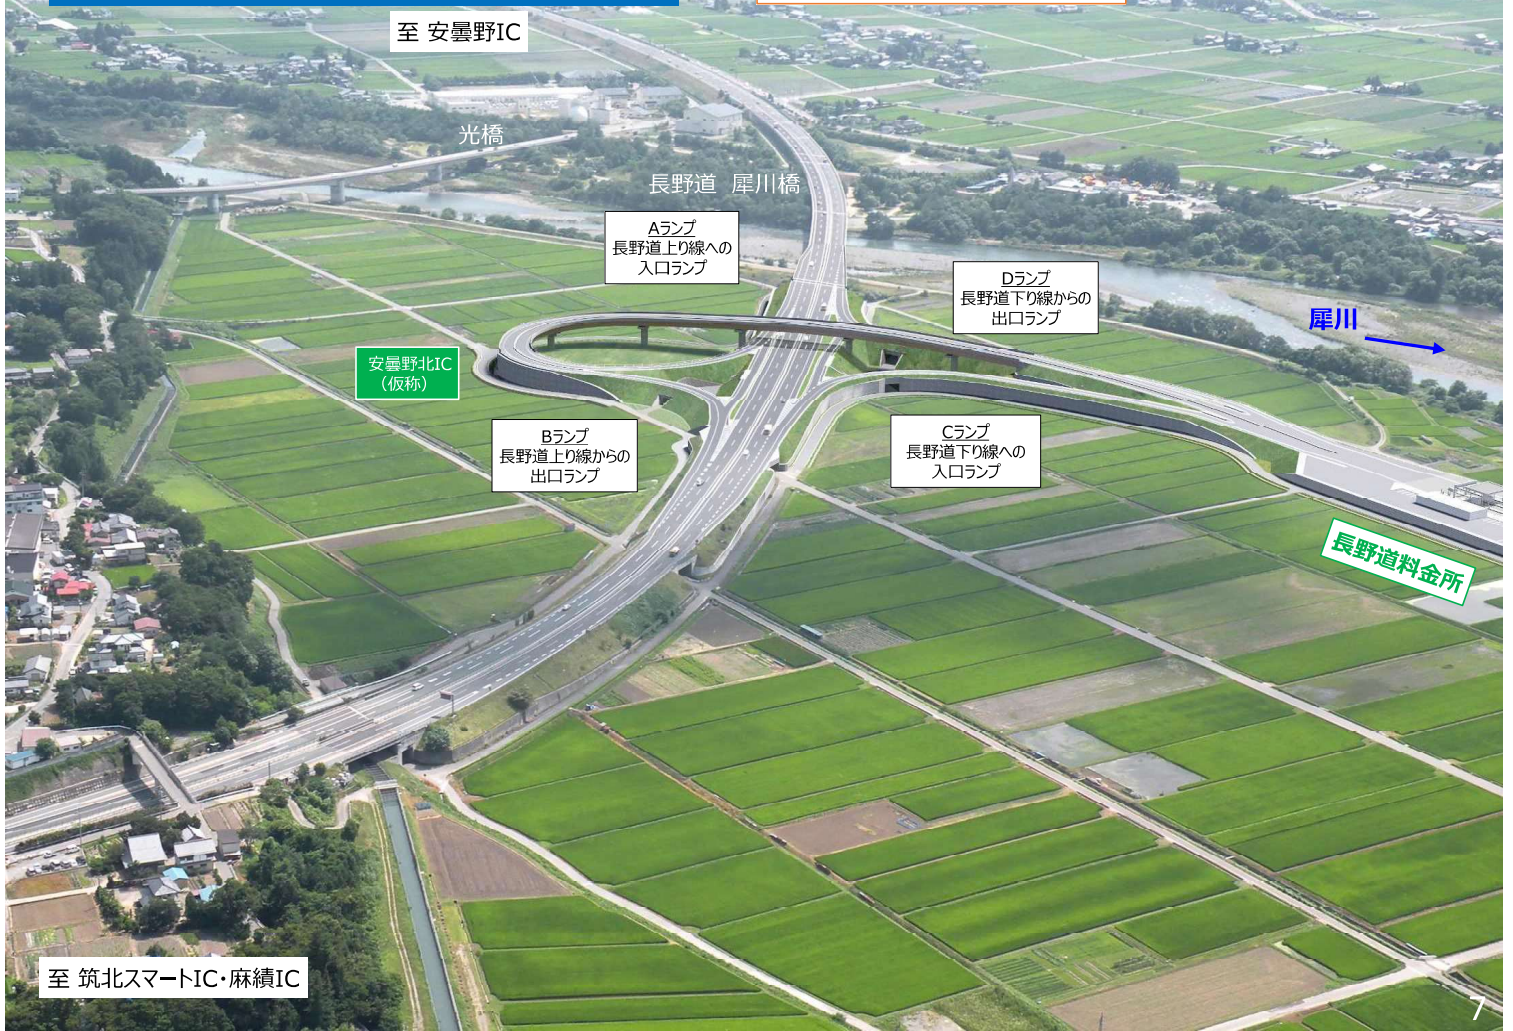 至 安曇野IC
光橋
長野道 犀川橋
Aランプ
長野道上り線への
入口ランプ
Dランプ
長野道下り線からの
出口ランプ
犀川
安曇野北IC
（仮称）
Bランプ
長野道上り線からの
出口ランプ
Cランプ
長野道下り線への
入口ランプ
長野道料金所
至 筑北スマートIC・麻績IC
7